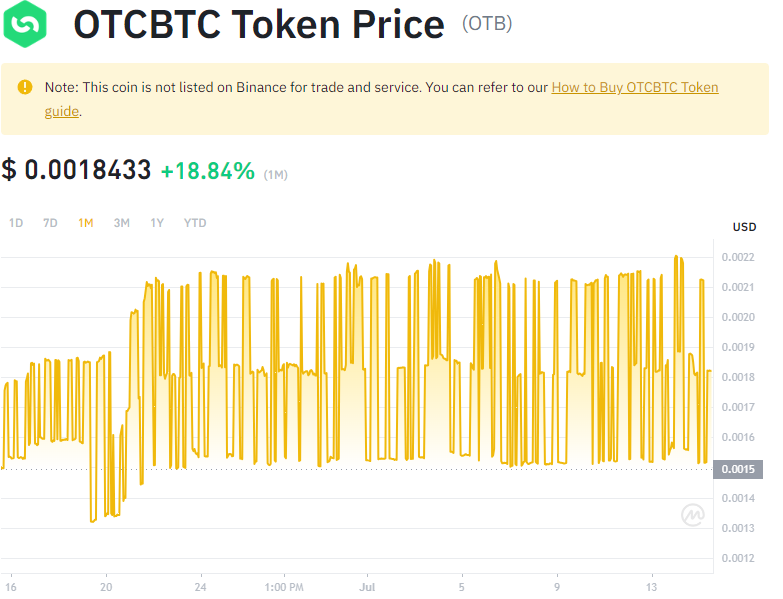 OTCBTC Token Price (OTB)
Note: This coin is not listed on Binance for trade and service. You can refer to our How to Buy OTCBTC Token
guide.
$ 0.0018433 +18.84% (1M)
1D 7D 1M 3M 1Y YTD
USD
0.0022
0.0021
0.0020
0.0019
0.0018
0.0017
0.0016
0.0015
0.0014
0.0013
0.0012
16 20 24 1:00 PM Jul 5 9 13